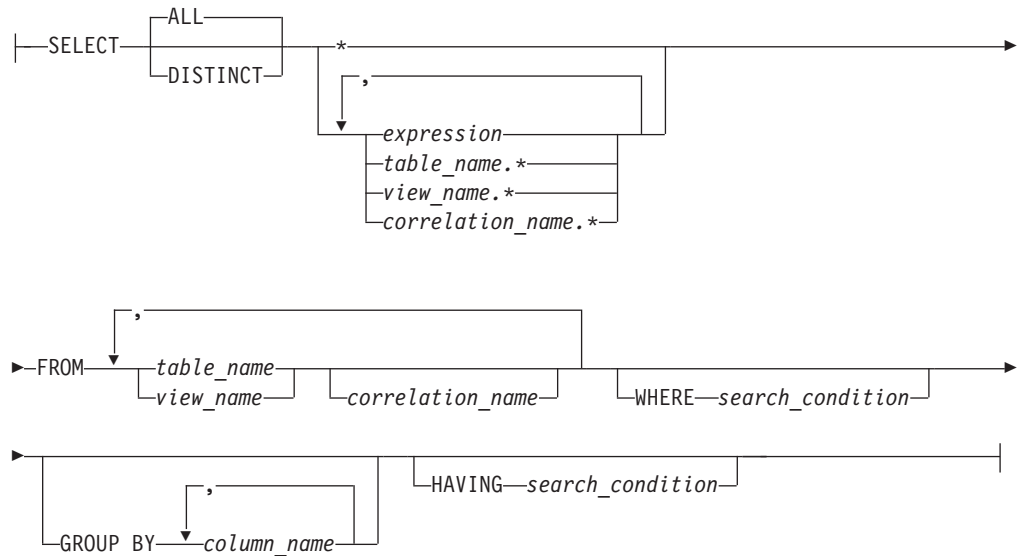 ALL
SELECT *
DISTINCT ,
expression
table_name.*
view_name.*
correlation_name.*
,
FROM table_name
view_name correlation_name WHERE search_condition
, HAVING search_condition
GROUP BY column_name